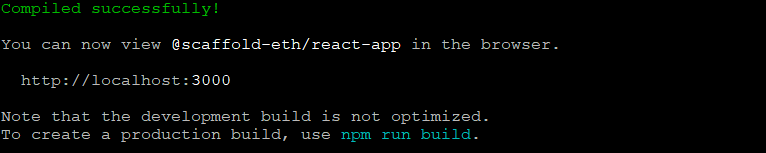 Compiled successfully!
You can now view @scaffold-eth/react-app in the browser.
http://localhost:3000
Note that the development build is not optimized.
To create a production build, use npm run build.